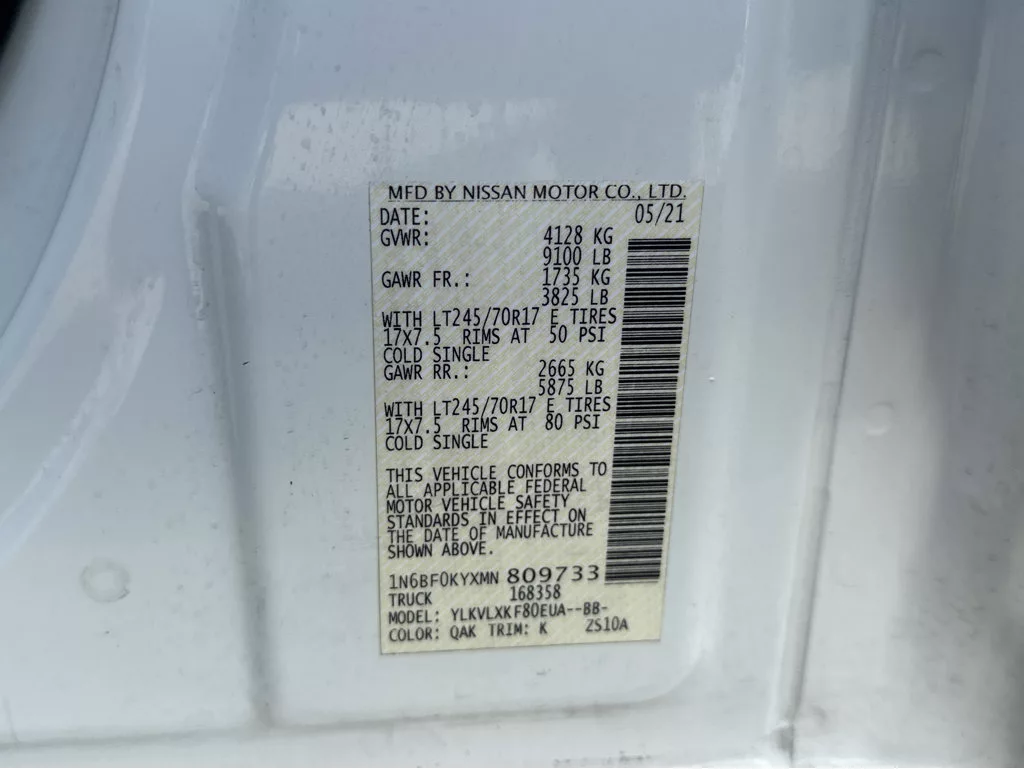 MFD BY NISSAN MOTOR CO., LTD.
DATE: 05/21
GVWR: 4128 KG
9100 LB
GAWR FR.: 1735 KG
3825 LB
WITH LT245/70R17 E TIRES
17X7.5 RIMS AT 50 PSI
COLD SINGLE
GAWR RR.: 2665 KG
5875 LB
WITH LT245/70R17 E TIRES
17X7.5 RIMS AT 80 PSI
COLD SINGLE
THIS VEHICLE CONFORMS TO
ALL APPLICABLE FEDERAL
MOTOR VEHICLE SAFETY
STANDARDS IN EFFECT ON
THE DATE OF MANUFACTURE
SHOWN ABOVE.
1N6BF0KYXMN 809733
TRUCK 168358
MODEL: YLKVLXKF80EUA--BB-
COLOR: QAK TRIM: K ZS10A